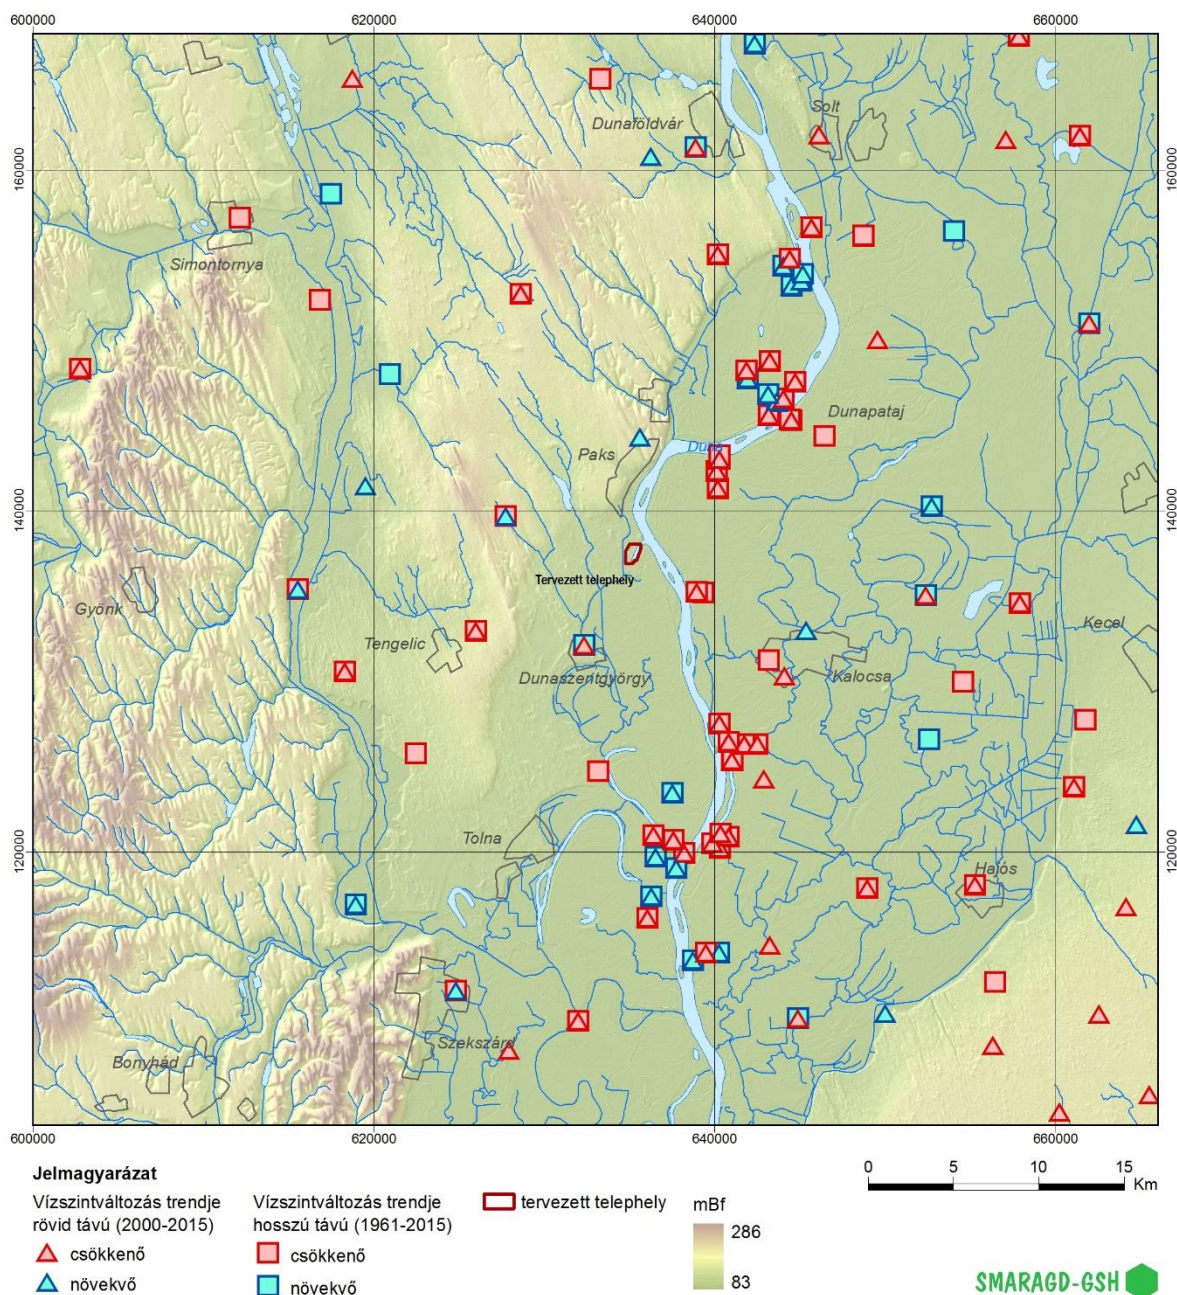 600000 620000 640000 660000
Solt
Dunaföldvár
160000 160000
Simontornya
Dunapataj
Duna
Paks
140000 140000
Tervezett telephely
Gyönk
Kecel
Tengelic
Dunaszentgyörgy
Kalocsa
Tolna
120000 120000
Hajós
Szekszárd
Bonyhád
600000 620000 640000 660000
Jelmagyarázat
Vízszintváltozás trendje
rövid távú (2000-2015)
csökkenő
növekvő
Vízszintváltozás trendje
hosszú távú (1961-2015)
csökkenő
növekvő
tervezett telephely
mBf
286
83
0 5 10 15
Km
SMARAGD-GSH